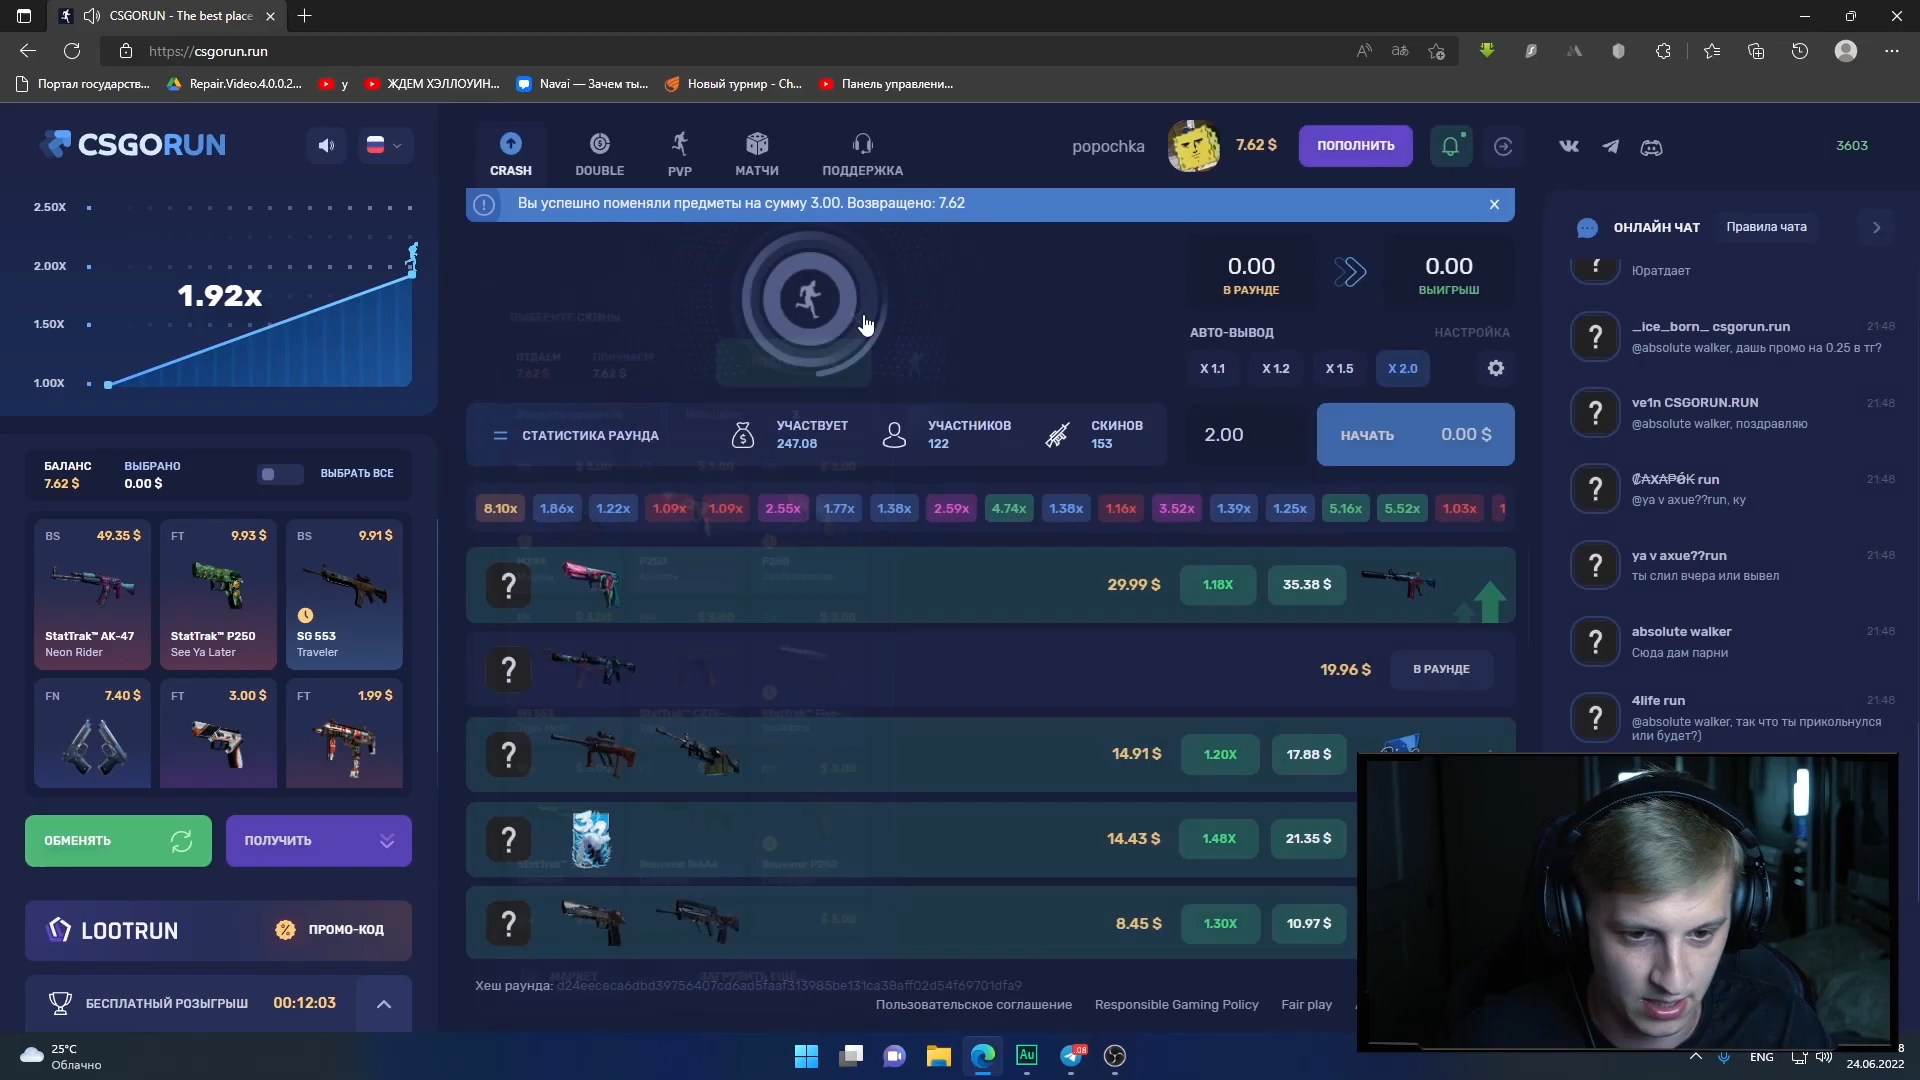 CSGORUN - The best place
https://csgorun.run
Портал государств...
Repair.Video.4.0.0.2...
у
ЖДЕМ ХЭЛЛОУИН...
Navai — Зачем ты...
Новый турнир - Ch...
Панель управлени...
CSGORUN
CRASH
DOUBLE
PVP
МАТЧИ
ПОДДЕРЖКА
popochka
7.62 $
ПОПОЛНИТЬ
3603
Вы успешно поменяли предметы на сумму 3.00. Возвращено: 7.62
2.50X
2.00X
1.50X
1.00X
1.92x
ВЫБЕРИТЕ СКИНЫ
0.00
В РАУНДЕ
0.00
ВЫИГРЫШ
АВТО-ВЫВОД
НАСТРОЙКА
X 1.1
X 1.2
X 1.5
X 2.0
СТАТИСТИКА РАУНДА
УЧАСТВУЕТ
247.08
УЧАСТНИКОВ
122
СКИНОВ
153
2.00
НАЧАТЬ
0.00 $
8.10x
1.86x
1.22x
1.09x
1.09x
2.55x
1.77x
1.38x
2.59x
4.74x
1.38x
1.16x
3.52x
1.39x
1.25x
5.16x
5.52x
1.03x
1
БАЛАНС
7.62 $
ВЫБРАНО
0.00 $
ВЫБРАТЬ ВСЕ
BS 49.35 $
StatTrak™ AK-47
Neon Rider
FT 9.93 $
StatTrak™ P250
See Ya Later
BS 9.91 $
SG 553
Traveler
FN 7.40 $
FT 3.00 $
FT 1.99 $
ОБМЕНЯТЬ
ПОЛУЧИТЬ
LOOTRUN
ПРОМО-КОД
БЕСПЛАТНЫЙ РОЗЫГРЫШ
00:12:03
29.99 $
1.18X
35.38 $
19.96 $
В РАУНДЕ
14.91 $
1.20X
17.88 $
14.43 $
1.48X
21.35 $
8.45 $
1.30X
10.97 $
Хеш раунда: d24eececa6dbd39756407cd6ad5faaf313985be131ca38aff02d54f69701dfa9
Пользовательское соглашение
Responsible Gaming Policy
Fair play
ОНЛАЙН ЧАТ
Правила чата
Юратдает
_ice_born_ csgorun.run 21:48
@absolute walker, дашь промо на 0.25 в тг?
ve1n CSGORUN.RUN 21:48
@absolute walker, поздравляю
21:48
@ya v axue??run, ку
ya v axue??run 21:48
ты слил вчера или вывел
absolute walker 21:48
Сюда дам парни
4life run 21:48
@absolute walker, так что ты прикольнулся
или будет?)
25°C
Облачно
ENG
8
24.06.2022